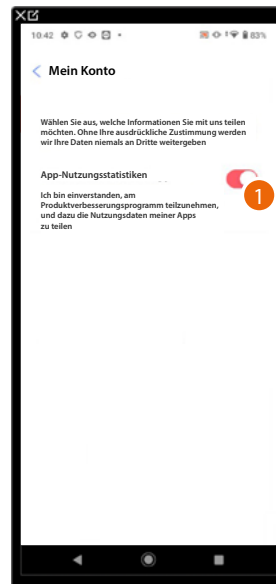 10:42
83%
Mein Konto
Wählen Sie aus, welche Informationen Sie mit uns teilen
möchten. Ohne Ihre ausdrückliche Zustimmung werden
wir Ihre Daten niemals an Dritte weitergeben
App-Nutzungsstatistiken
Ich bin einverstanden, am
Produktverbesserungsprogramm teilzunehmen,
und dazu die Nutzungsdaten meiner Apps
zu teilen
1